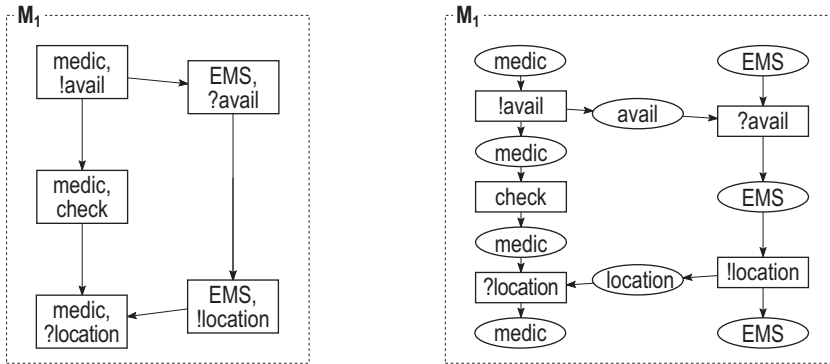 M1
medic,
!avail
EMS,
?avail
medic,
check
medic,
?location
EMS,
!location
M1
medic
EMS
!avail
avail
?avail
medic
check
EMS
medic
?location
location
!location
medic
EMS